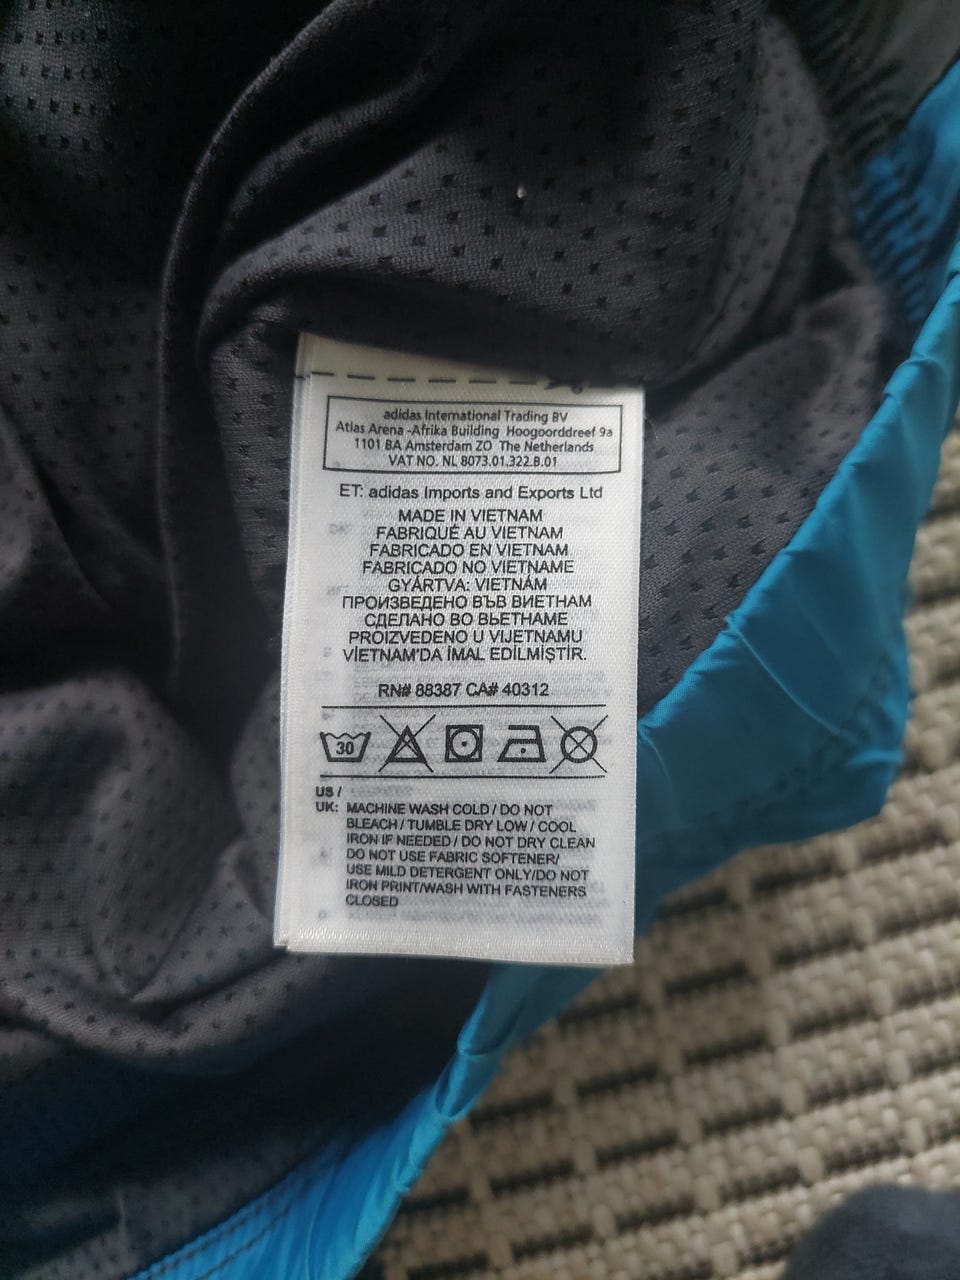 adidas International Trading BV
Atlas Arena -Afrika Building Hoogoorddreef 9a
1101 BA Amsterdam ZO The Netherlands
VAT NO. NL 8073.01.322.B.01
ET: adidas Imports and Exports Ltd
MADE IN VIETNAM
FABRIQUÉ AU VIETNAM
FABRICADO EN VIETNAM
FABRICADO NO VIETNAME
GYÁRTVA: VIETNÁM
ПРОИЗВЕДЕНО ВЪВ ВИЕТНАМ
СДЕЛАНО ВО ВЬЕТНАМЕ
PROIZVEDENO U VIJETNAMU
VİETNAM'DA İMAL EDİLMİŞTİR.
RN# 88387 CA# 40312
30
US /
UK: MACHINE WASH COLD / DO NOT
BLEACH / TUMBLE DRY LOW / COOL
IRON IF NEEDED / DO NOT DRY CLEAN
DO NOT USE FABRIC SOFTENER/
USE MILD DETERGENT ONLY/DO NOT
IRON PRINT/WASH WITH FASTENERS
CLOSED